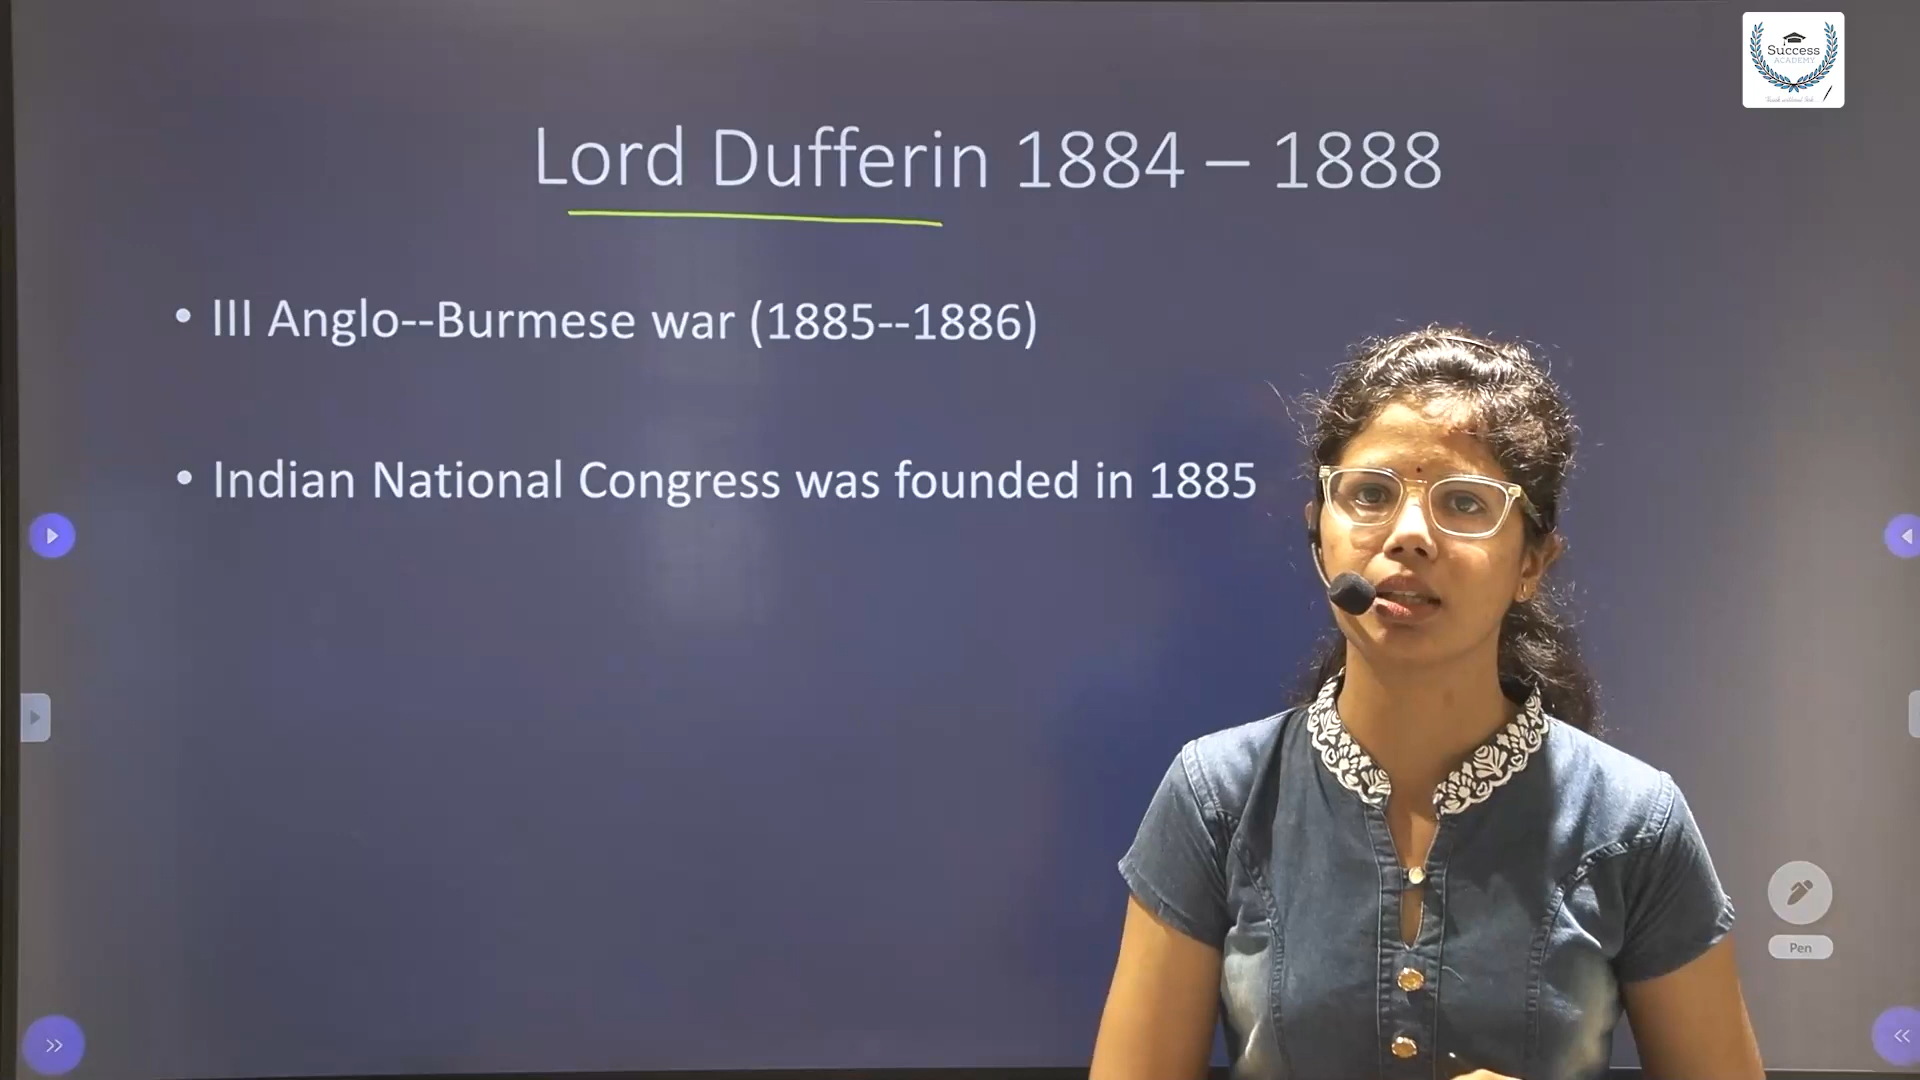 Success
ACADEMY
Lord Dufferin 1884 – 1888
• III Anglo--Burmese war (1885--1886)
• Indian National Congress was founded in 1885
Pen